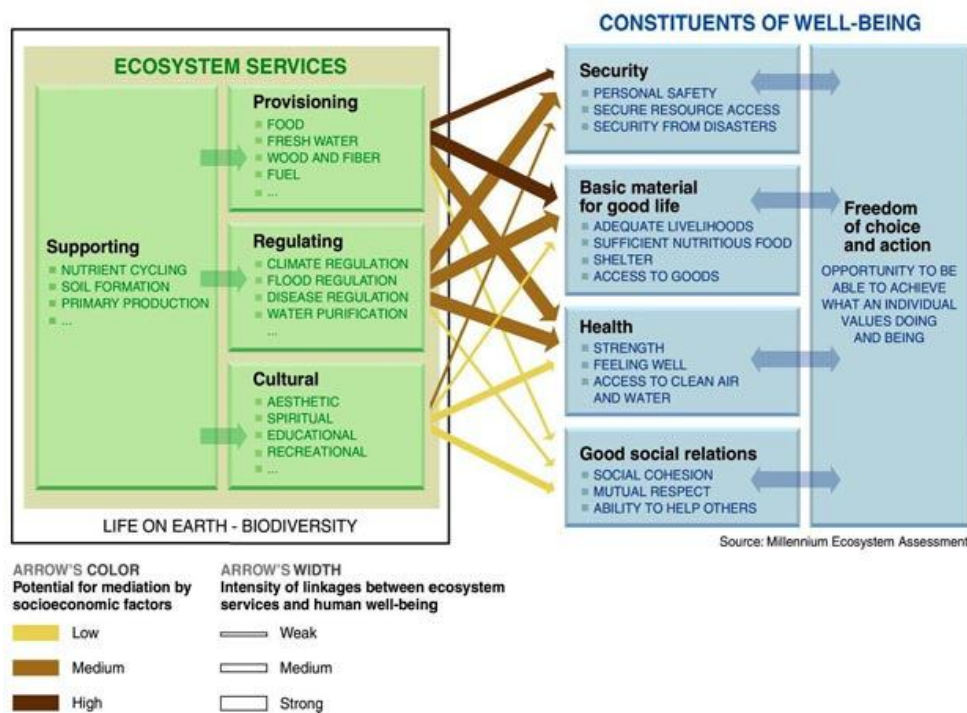 CONSTITUENTS OF WELL-BEING
ECOSYSTEM SERVICES
Supporting
NUTRIENT CYCLING
SOIL FORMATION
PRIMARY PRODUCTION
...
Provisioning
FOOD
FRESH WATER
WOOD AND FIBER
FUEL
...
Regulating
CLIMATE REGULATION
FLOOD REGULATION
DISEASE REGULATION
WATER PURIFICATION
...
Cultural
AESTHETIC
SPIRITUAL
EDUCATIONAL
RECREATIONAL
...
LIFE ON EARTH - BIODIVERSITY
Security
PERSONAL SAFETY
SECURE RESOURCE ACCESS
SECURITY FROM DISASTERS
Basic material
for good life
ADEQUATE LIVELIHOODS
SUFFICIENT NUTRITIOUS FOOD
SHELTER
ACCESS TO GOODS
Health
STRENGTH
FEELING WELL
ACCESS TO CLEAN AIR
AND WATER
Good social relations
SOCIAL COHESION
MUTUAL RESPECT
ABILITY TO HELP OTHERS
Freedom
of choice
and action
OPPORTUNITY TO BE
ABLE TO ACHIEVE
WHAT AN INDIVIDUAL
VALUES DOING
AND BEING
Source: Millennium Ecosystem Assessment
ARROW'S COLOR
Potential for mediation by
socioeconomic factors
Low
Medium
High
ARROW'S WIDTH
Intensity of linkages between ecosystem
services and human well-being
Weak
Medium
Strong